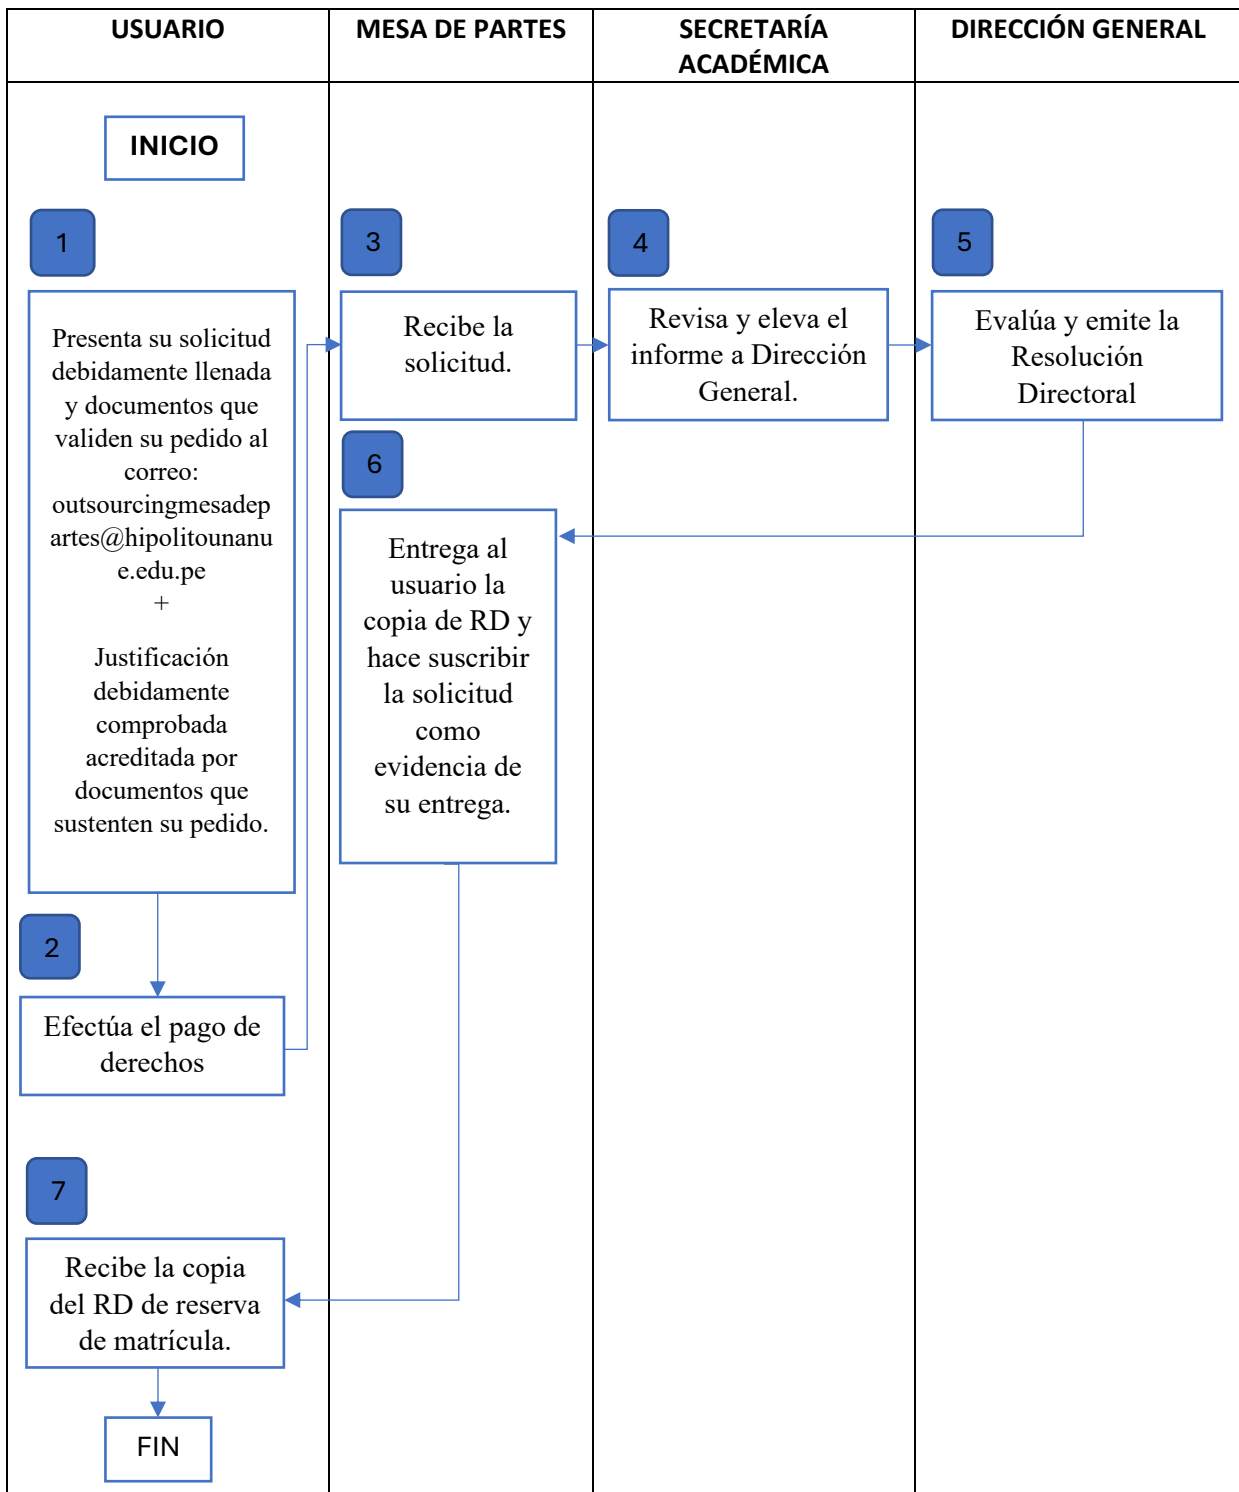 USUARIO
MESA DE PARTES
SECRETARÍA
ACADÉMICA
DIRECCIÓN GENERAL
INICIO
1
Presenta su solicitud
debidamente llenada
y documentos que
validen su pedido al
correo:
outsourcingmesadep
artes@hipolitounanu
e.edu.pe
+
Justificación
debidamente
comprobada
acreditada por
documentos que
sustenten su pedido.
2
Efectúa el pago de
derechos
3
Recibe la
solicitud.
4
Revisa y eleva el
informe a Dirección
General.
5
Evalúa y emite la
Resolución
Directoral
6
Entrega al
usuario la
copia de RD y
hace suscribir
la solicitud
como
evidencia de
su entrega.
7
Recibe la copia
del RD de reserva
de matrícula.
FIN